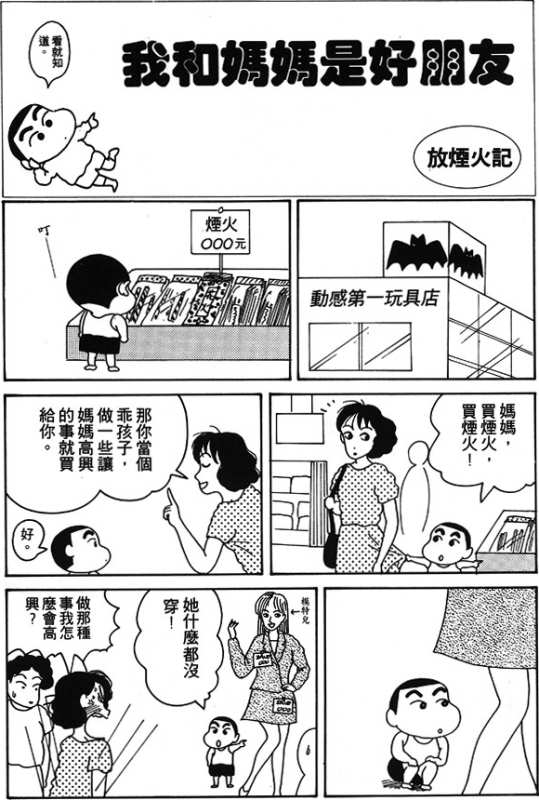 我和媽媽是好朋友
看就知
道。
放煙火記
動感第一玩具店
煙火
000元
叮
媽媽，
買煙火，
買煙火！
那你當個
乖孩子，
做一些讓
媽媽高興
的事就買
給你。
好。
模特兒
她什麼都沒
穿！
做那種
事我怎
麼會高
興？